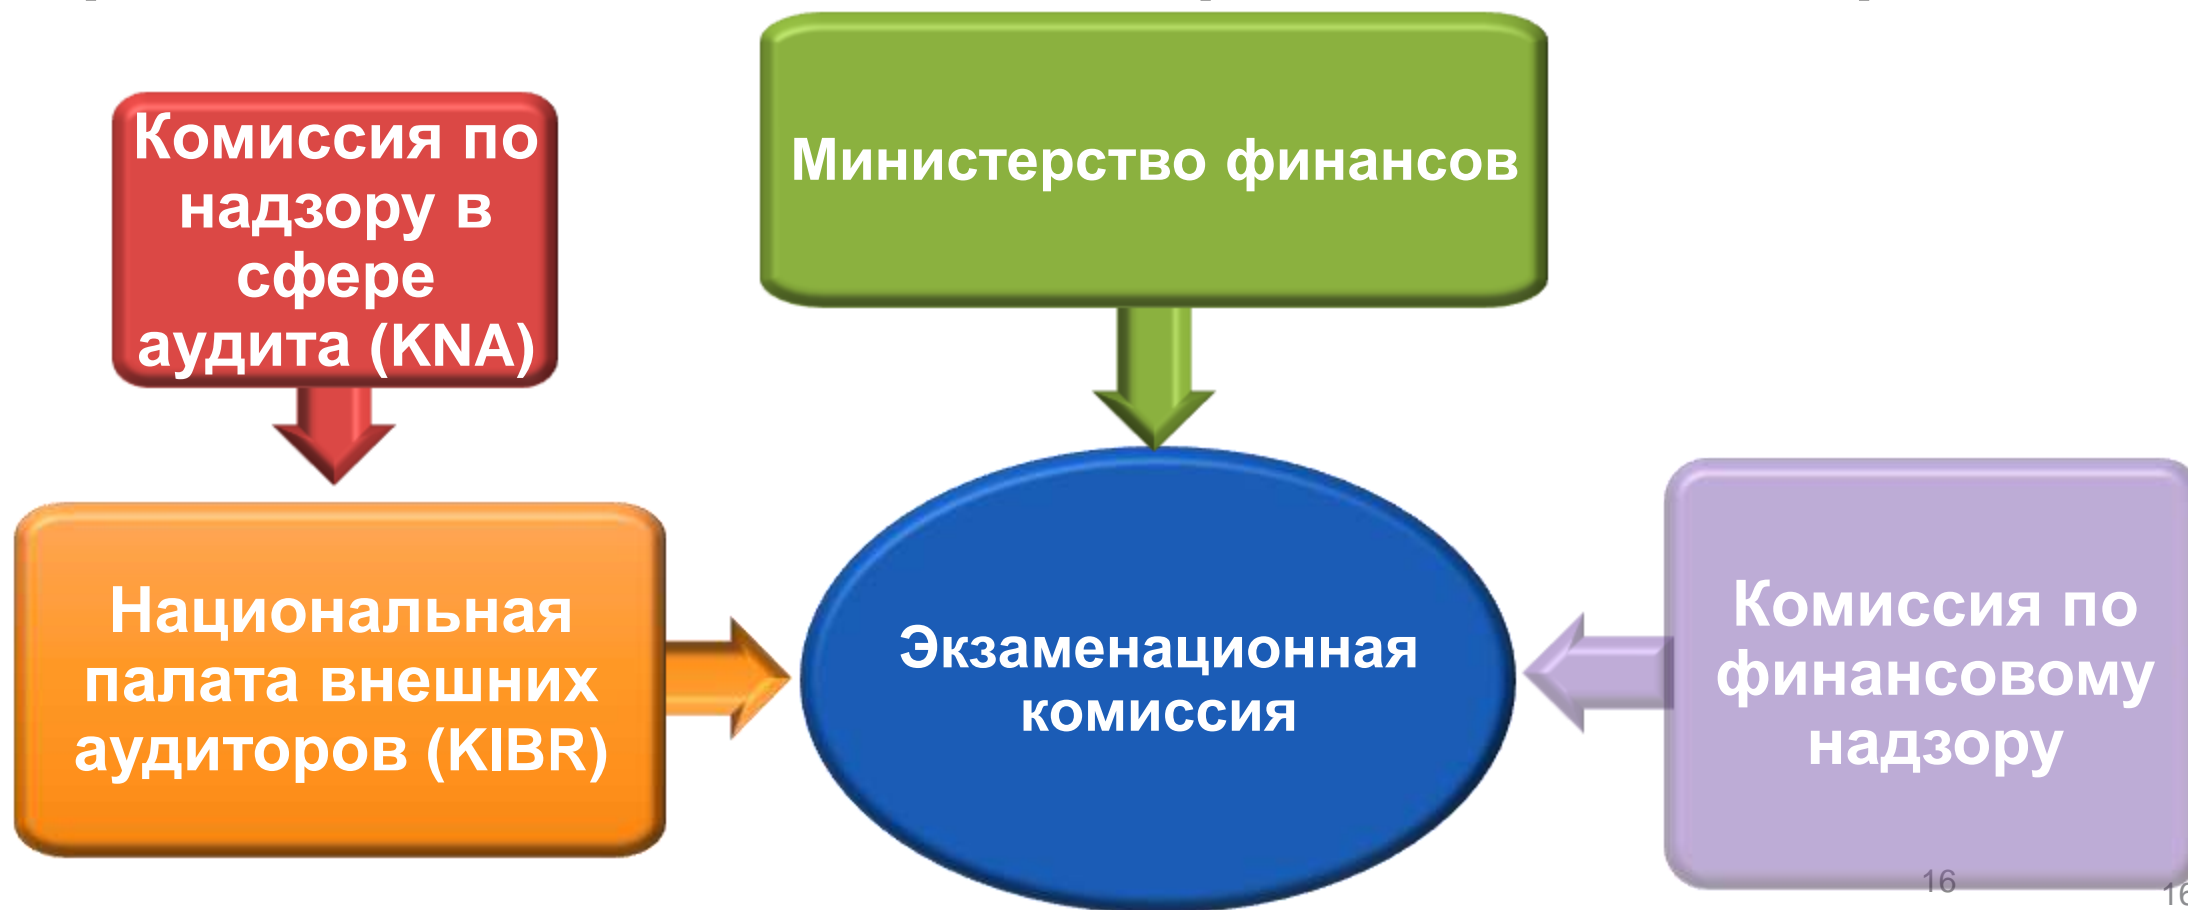 Комиссия по
надзору в
сфере
аудита (KNA)
Министерство финансов
Национальная
палата внешних
аудиторов (KIBR)
Экзаменационная
комиссия
Комиссия по
финансовому
надзору
16
16